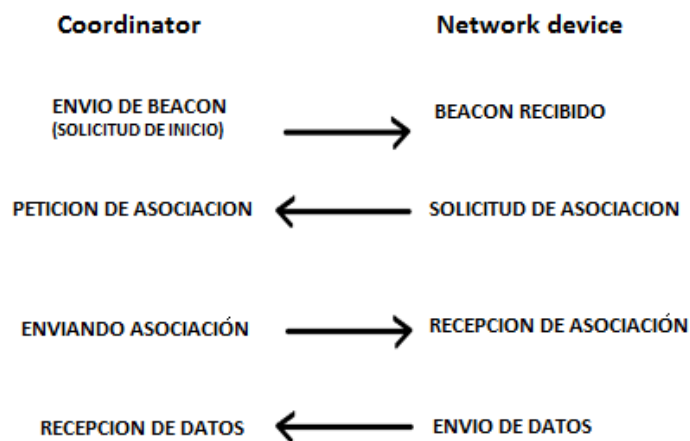 Coordinator
Network device
ENVIO DE BEACON
(SOLICITUD DE INICIO)
BEACON RECIBIDO
PETICION DE ASOCIACION
SOLICITUD DE ASOCIACION
ENVIANDO ASOCIACIÓN
RECEPCION DE ASOCIACIÓN
RECEPCION DE DATOS
ENVIO DE DATOS